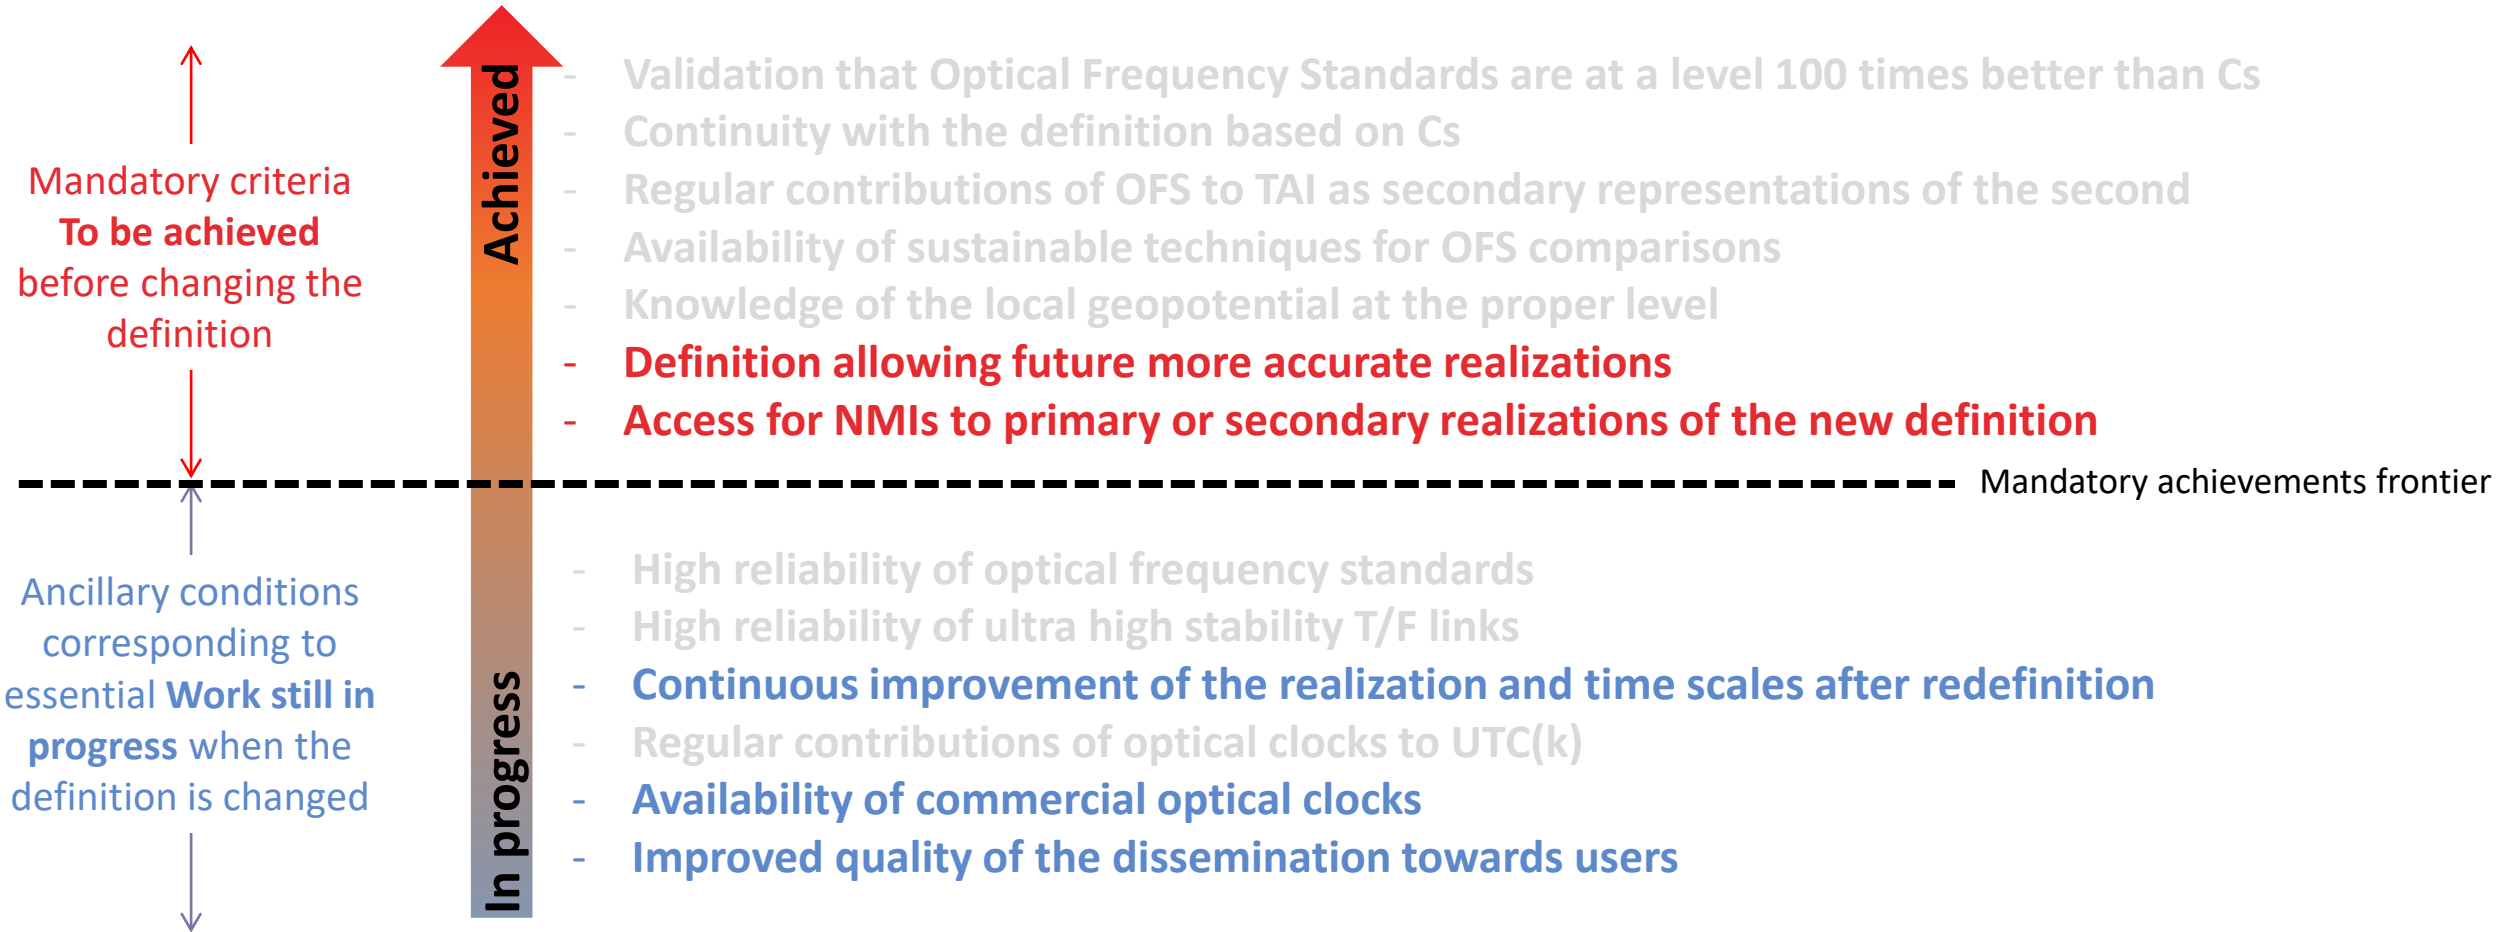 Mandatory criteria
To be achieved
before changing the
definition
Achieved
- Validation that Optical Frequency Standards are at a level 100 times better than Cs
- Continuity with the definition based on Cs
- Regular contributions of OFS to TAI as secondary representations of the second
- Availability of sustainable techniques for OFS comparisons
- Knowledge of the local geopotential at the proper level
- Definition allowing future more accurate realizations
- Access for NMIs to primary or secondary realizations of the new definition
Mandatory achievements frontier
Ancillary conditions
corresponding to
essential Work still in
progress when the
definition is changed
In progress
- High reliability of optical frequency standards
- High reliability of ultra high stability T/F links
- Continuous improvement of the realization and time scales after redefinition
- Regular contributions of optical clocks to UTC(k)
- Availability of commercial optical clocks
- Improved quality of the dissemination towards users